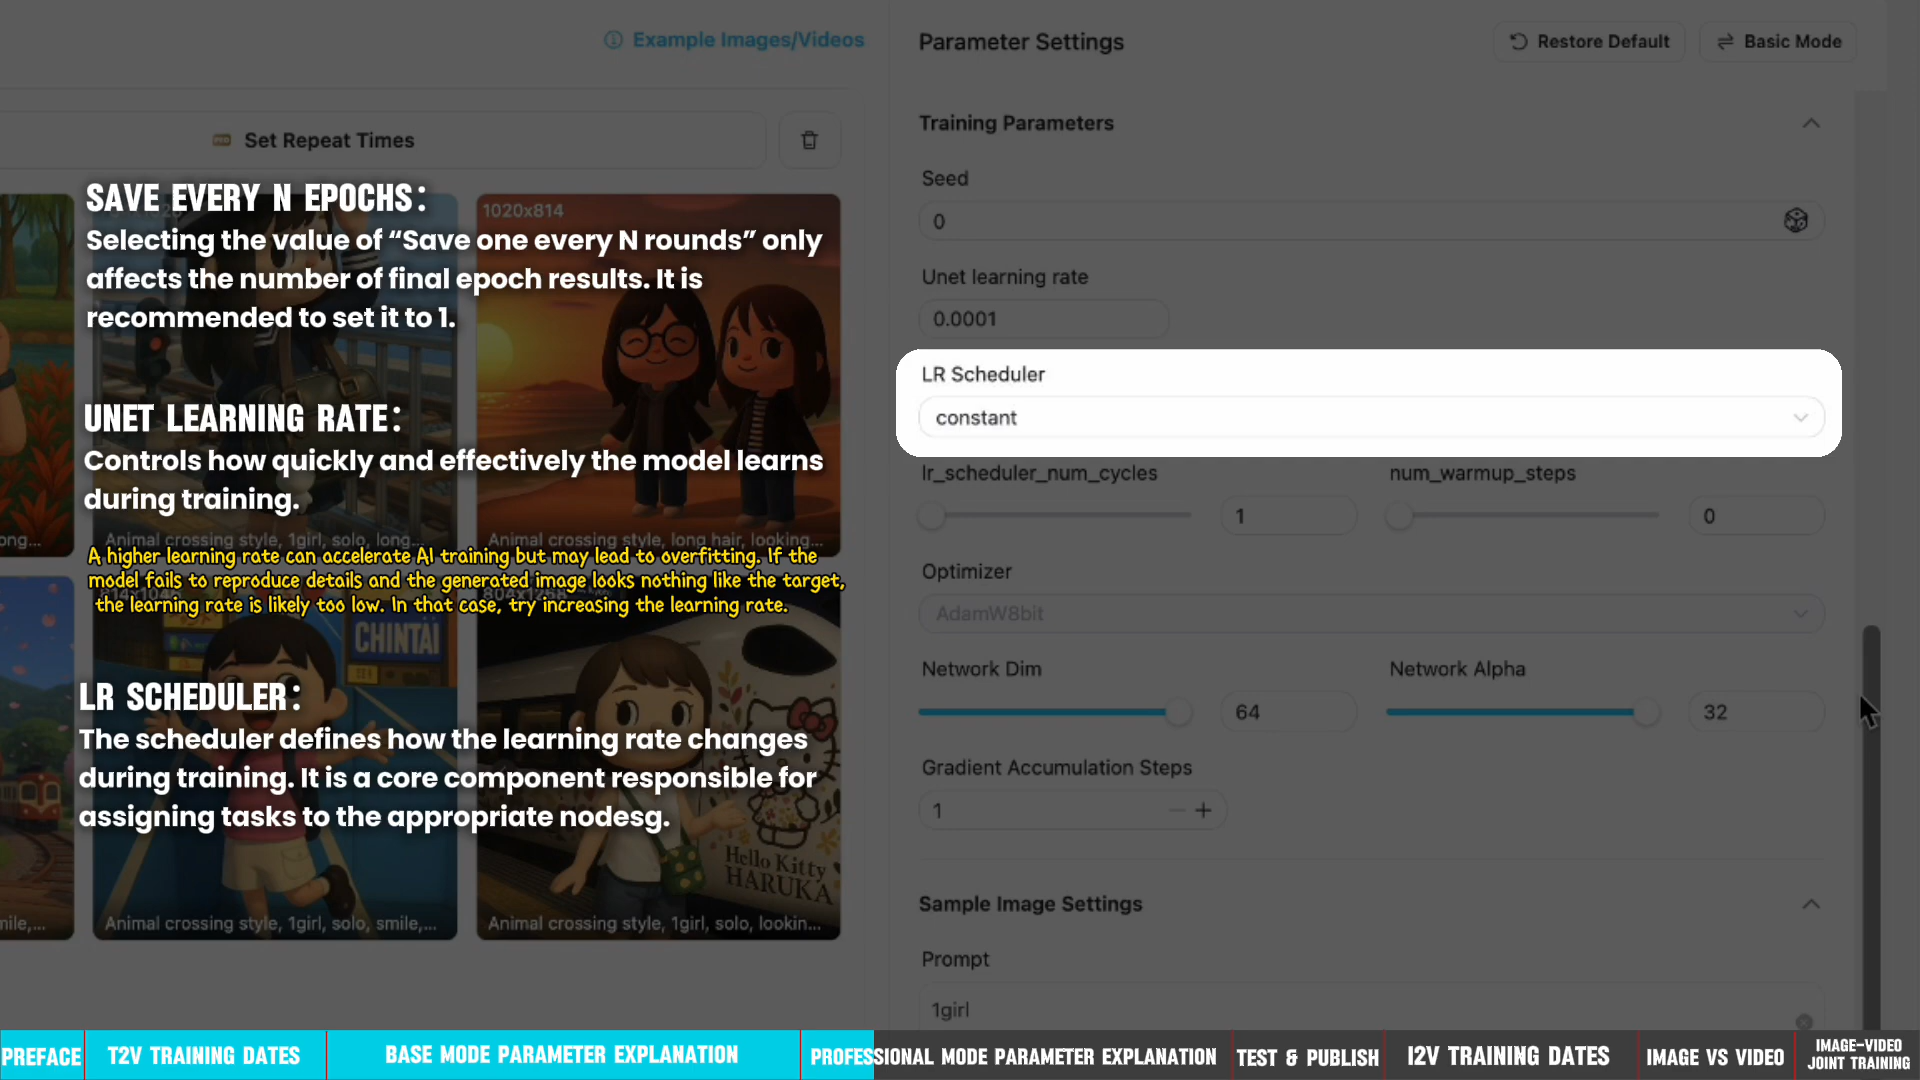 Example Images/Videos
Parameter Settings
Restore Default
Basic Mode
Set Repeat Times
Training Parameters
Seed
0
Unet learning rate
0.0001
LR Scheduler
constant
lr_scheduler_num_cycles
num_warmup_steps
1
0
Optimizer
AdamW8bit
Network Dim
Network Alpha
64
32
Gradient Accumulation Steps
1
Sample Image Settings
Prompt
1girl
SAVE EVERY N EPOCHS:
Selecting the value of “Save one every N rounds” only
affects the number of final epoch results. It is
recommended to set it to 1.
UNET LEARNING RATE:
Controls how quickly and effectively the model learns
during training.
A higher learning rate can accelerate AI training but may lead to overfitting. If the
model fails to reproduce details and the generated image looks nothing like the target,
the learning rate is likely too low. In that case, try increasing the learning rate.
LR SCHEDULER:
The scheduler defines how the learning rate changes
during training. It is a core component responsible for
assigning tasks to the appropriate nodesg.
1020x814
ong...
Animal crossing style, 1girl, solo, long...
Animal crossing style, long hair, looking...
814x1046
804x1268
CHINTAI
Hello Kitty
HARUKA
mile,...
Animal crossing style, 1girl, solo, smile,...
Animal crossing style, 1girl, solo, lookin...
PREFACE
T2V TRAINING DATES
BASE MODE PARAMETER EXPLANATION
PROFESSIONAL MODE PARAMETER EXPLANATION
TEST & PUBLISH
I2V TRAINING DATES
IMAGE VS VIDEO
IMAGE-VIDEO
JOINT TRAINING